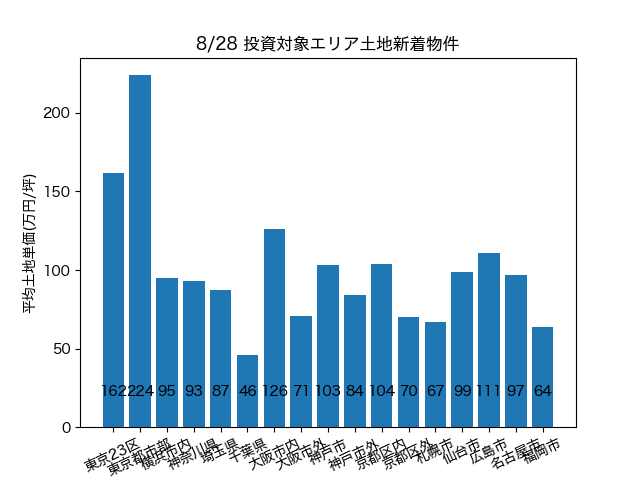 8/28 投資対象エリア土地新着物件
平均土地単価(万円/坪)
200
150
100
50
0
162 224 95 93 87 46 126 71 103 84 104 70 67 99 111 97 64
東京23区 東京都市部 横浜市内 神奈川県 埼玉県 千葉県 大阪市内 大阪市外 神戸市 神戸市外 京都区内 京都区外 札幌市 仙台市 広島市 名古屋市 福岡市